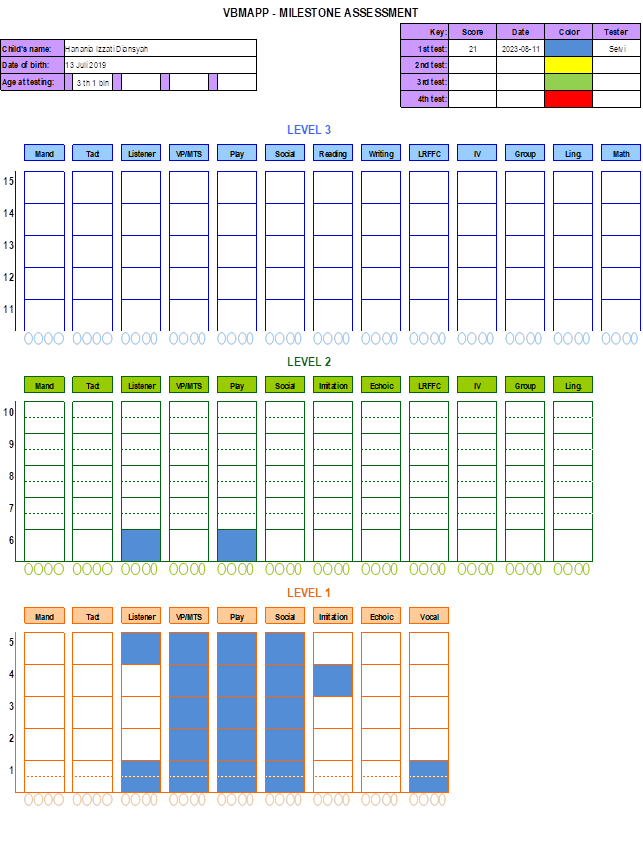 VBMAPP - MILESTONE ASSESSMENT
Key: Score Date Color Tester
Child's name: Hanania Izzati Diansyah 1st test: 21 2023-08-11 Selvi
Date of birth: 13 Juli 2019 2nd test:
Age at testing: 3 th 1 bln 3rd test:
4th test:
LEVEL 3
Mand Tact Listener VP/MTS Play Social Reading Writing LRFFC IV Group Ling. Math
15
14
13
12
11
LEVEL 2
Mand Tact Listener VP/MTS Play Social Imitation Echoic LRFFC IV Group Ling.
10
9
8
7
6
LEVEL 1
Mand Tact Listener VP/MTS Play Social Imitation Echoic Vocal
5
4
3
2
1